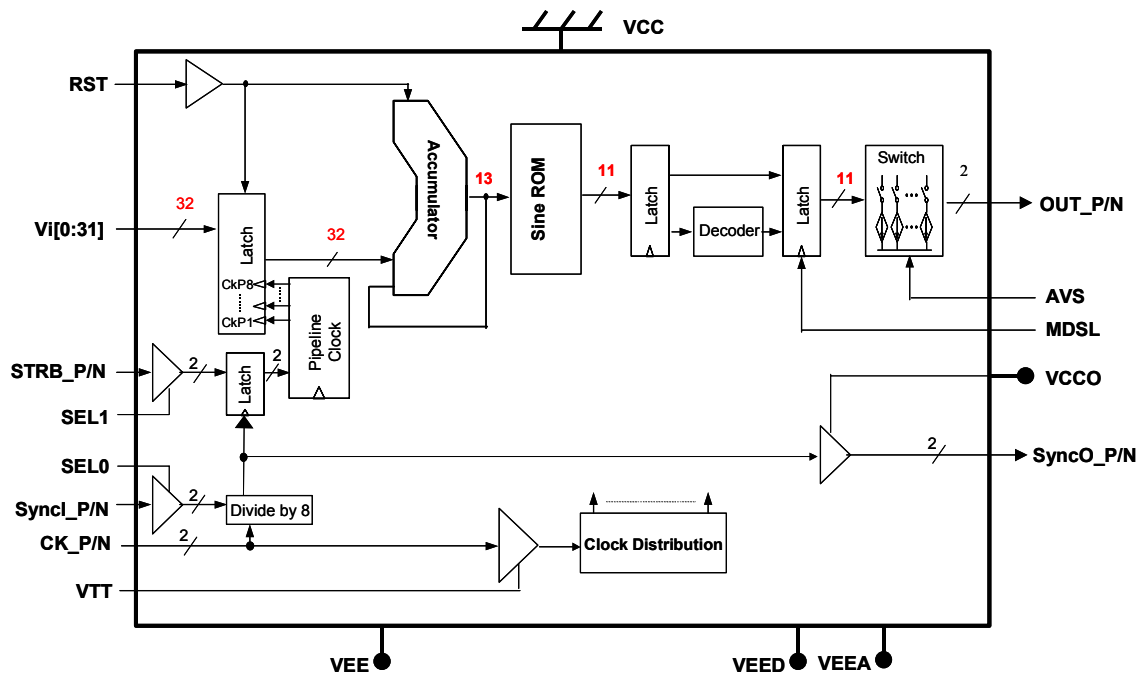 VCC
RST
Accumulator
13
Sine ROM
11
Latch
Decoder
Latch
11
Switch
2
OUT_P/N
Vi[0:31]
32
Latch
32
CkP8
CkP1
Pipeline
Clock
AVS
MDSL
STRB_P/N
2
Latch
2
VCCO
SEL1
SEL0
SyncO_P/N
2
SyncI_P/N
2
Divide by 8
CK_P/N
2
Clock Distribution
VTT
VEE
VEED
VEEA